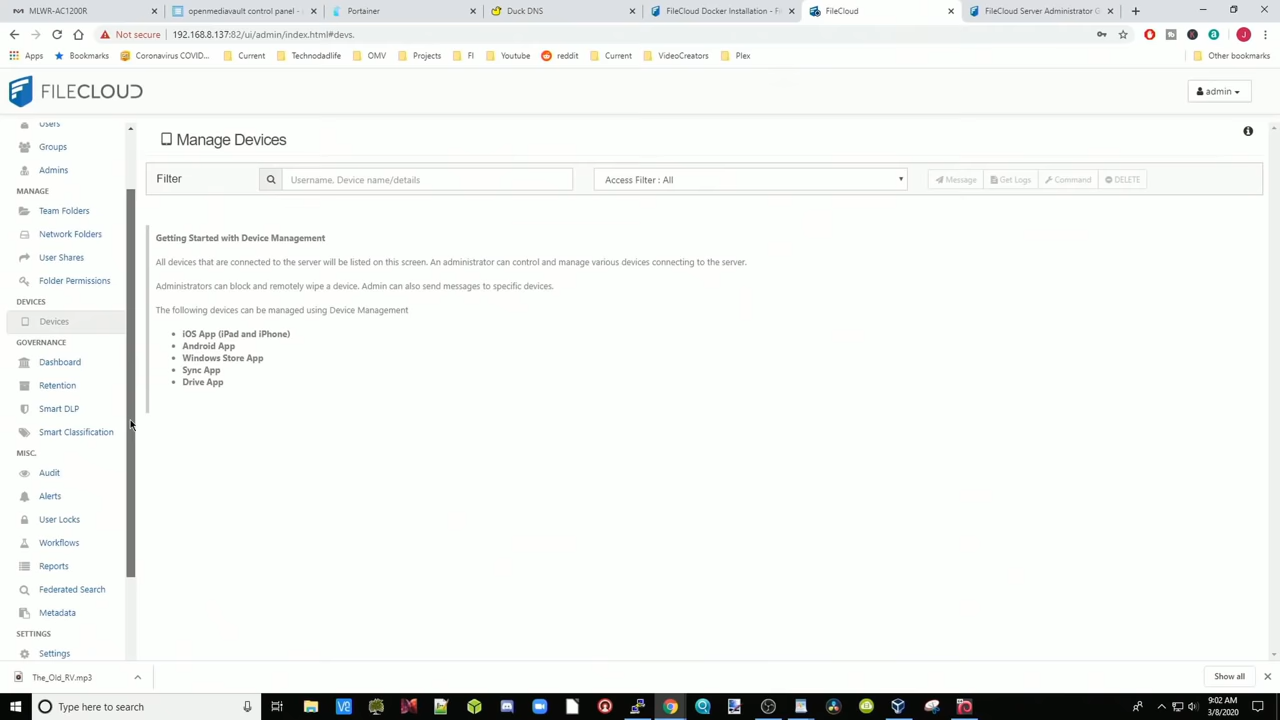 MLWR-AC1200R
openmediavault control panel -
Portainer
Duck DNS
FileCloud Docker Installation - F
FileCloud
FileCloud Server Administrator G
Not secure
192.168.8.137:82/ui/admin/index.html#devs.
Apps
Bookmarks
Coronavirus COVID...
Current
Technodadlife
OMV
Projects
FI
Youtube
reddit
Current
VideoCreators
Plex
Other bookmarks
FILECLOUD
admin
Users
Groups
Admins
MANAGE
Team Folders
Network Folders
User Shares
Folder Permissions
DEVICES
Devices
GOVERNANCE
Dashboard
Retention
Smart DLP
Smart Classification
MISC.
Audit
Alerts
User Locks
Workflows
Reports
Federated Search
Metadata
SETTINGS
Settings
Manage Devices
Filter
Username, Device name/details
Access Filter : All
Message
Get Logs
Command
DELETE
Getting Started with Device Management
All devices that are connected to the server will be listed on this screen. An administrator can control and manage various devices connecting to the server.
Administrators can block and remotely wipe a device. Admin can also send messages to specific devices.
The following devices can be managed using Device Management
iOS App (iPad and iPhone)
Android App
Windows Store App
Sync App
Drive App
The_Old_RV.mp3
Show all
Type here to search
9:02 AM
3/8/2020